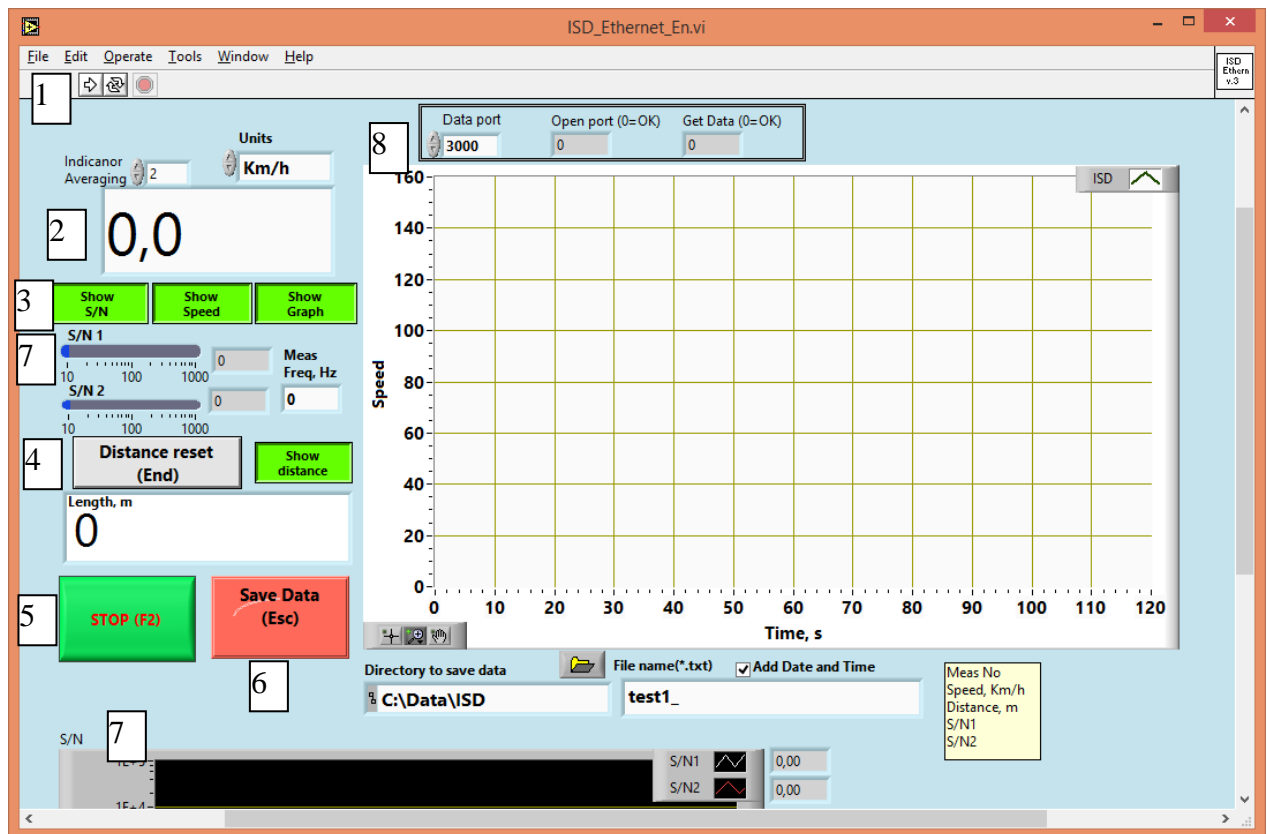 ISD_Ethernet_En.vi
File Edit Operate Tools Window Help
ISD
Ethern
v.3
1
8
Data port Open port (0=OK) Get Data (0=OK)
3000 0 0
Units
Km/h
Indicanor
Averaging 2
2
0,0
3
Show
S/N
Show
Speed
Show
Graph
7
S/N 1
0
10 100 1000
S/N 2
0
10 100 1000
Meas
Freq, Hz
0
4
Distance reset
(End)
Show
distance
Length, m
0
5
STOP (F2)
Save Data
(Esc)
6
ISD
160
140
120
100
80
60
40
20
0
Speed
0 10 20 30 40 50 60 70 80 90 100 110 120
Time, s
Directory to save data
C:\Data\ISD
File name(*.txt) Add Date and Time
test1_
Meas No
Speed, Km/h
Distance, m
S/N1
S/N2
S/N
7
1E+5
1E+4
S/N1 0,00
S/N2 0,00